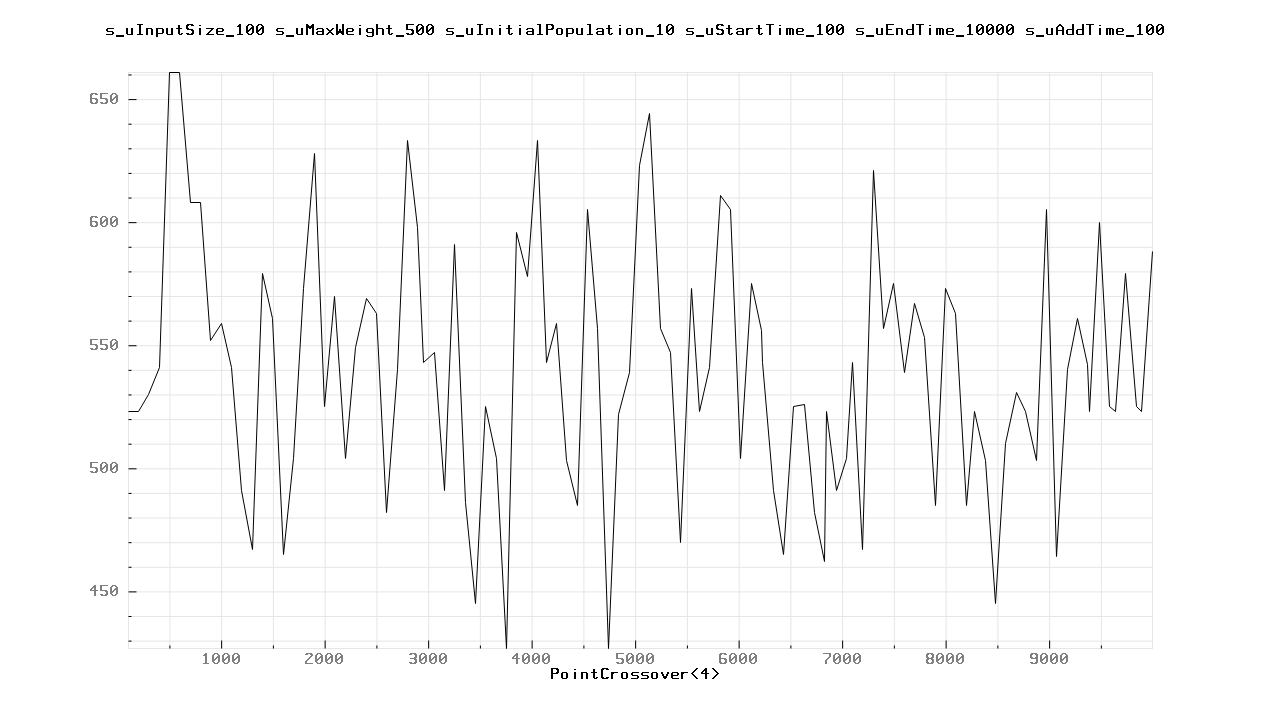 s_uInputSize_100 s_uMaxWeight_500 s_uInitialPopulation_10 s_uStartTime_100 s_uEndTime_10000 s_uAddTime_100
650
600
550
500
450
1000 2000 3000 4000 5000 6000 7000 8000 9000
PointCrossover<4>